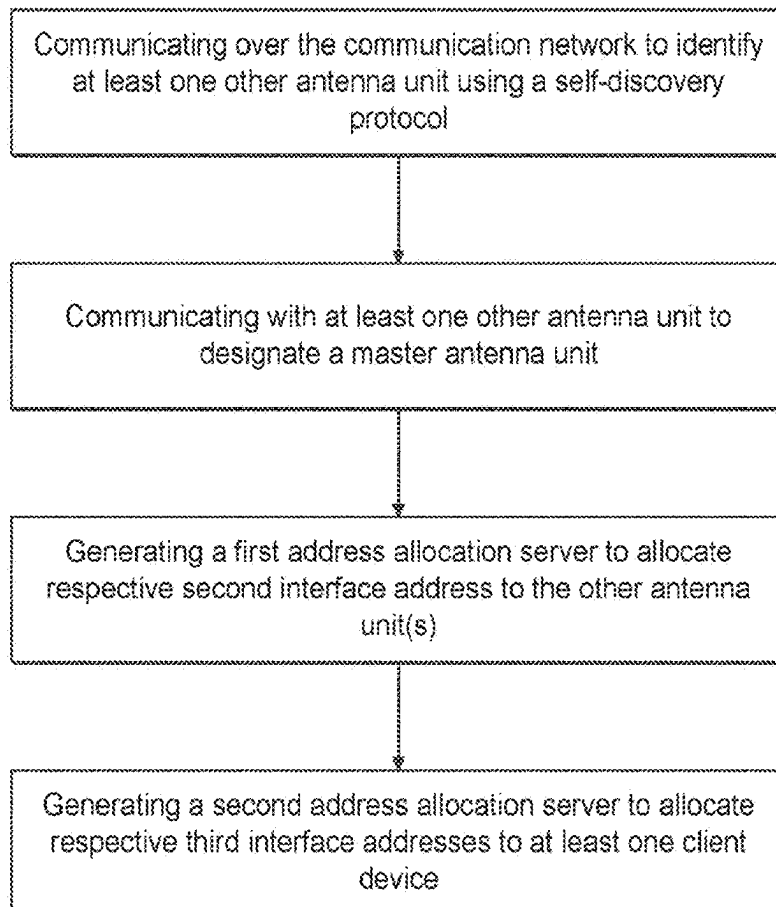 Communicating over the communication network to identify
at least one other antenna unit using a self-discovery
protocol
Communicating with at least one other antenna unit to
designate a master antenna unit
Generating a first address allocation server to allocate
respective second interface address to the other antenna
unit(s)
Generating a second address allocation server to allocate
respective third interface addresses to at least one client
device